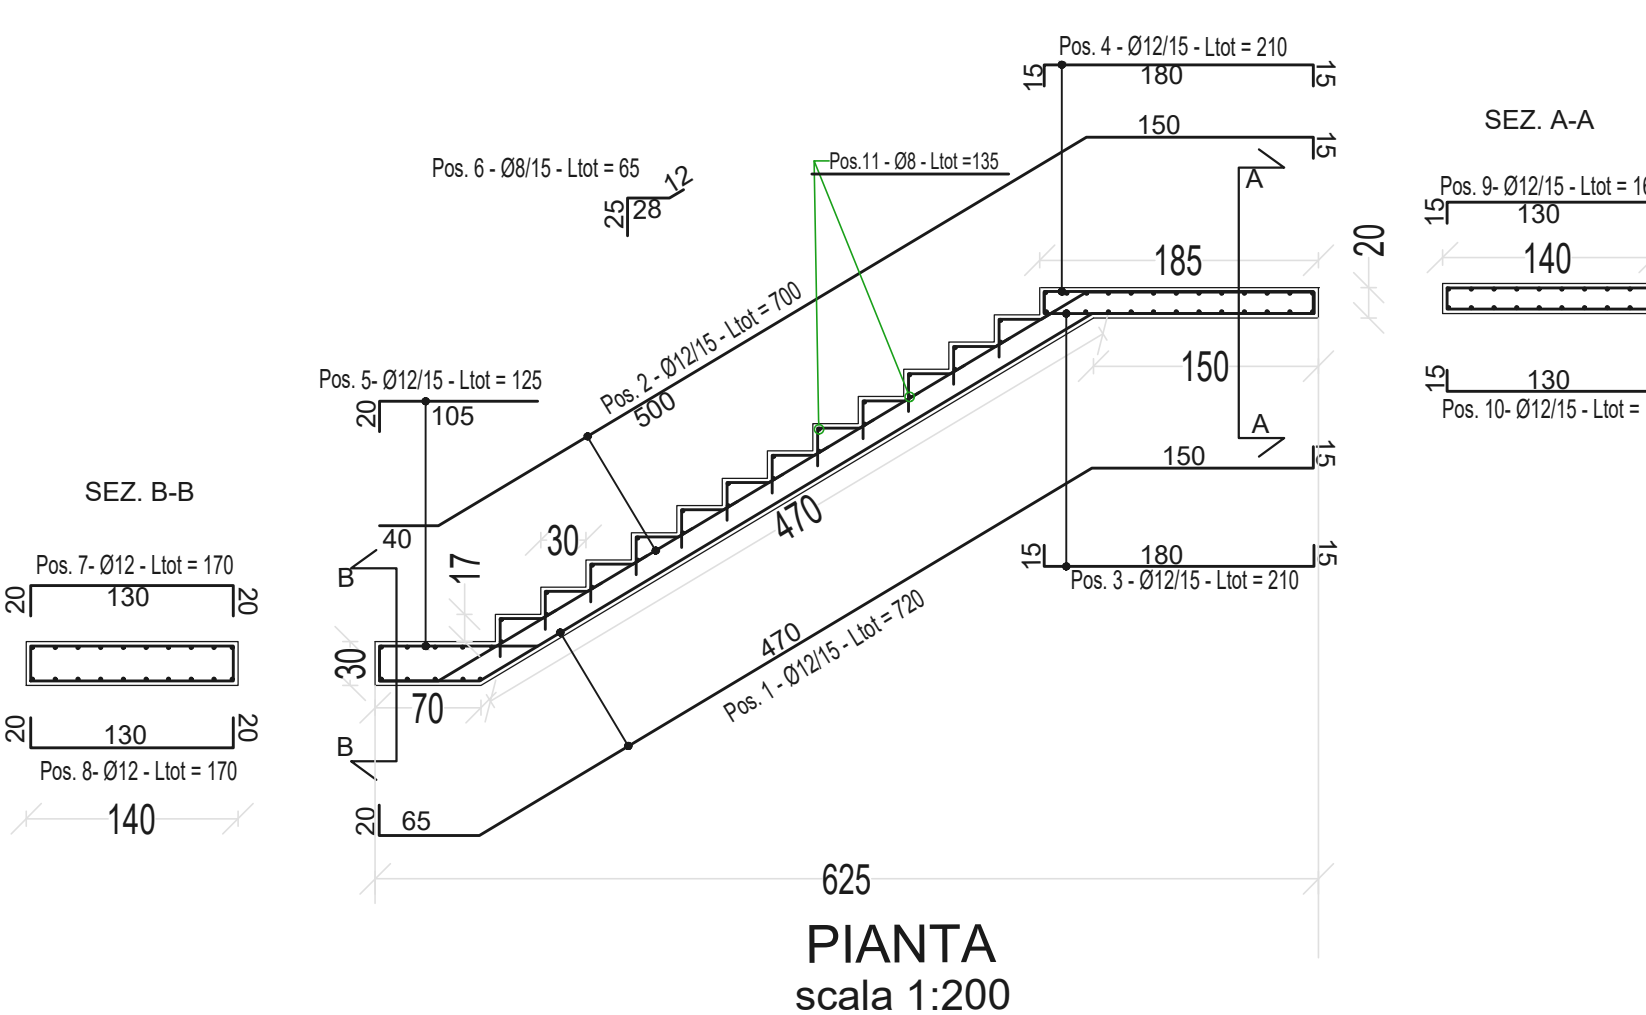 Pos. 4 - Ø12/15 - Ltot = 210
15
180
15
150
15
SEZ. A-A
Pos. 6 - Ø8/15 - Ltot = 65
12
25
28
Pos.11 - Ø8 - Ltot =135
A
Pos. 9- Ø12/15 - Ltot =
15
130
185
20
140
Pos. 2 - Ø12/15 - Ltot = 700
500
Pos. 5- Ø12/15 - Ltot = 125
20
105
150
15
130
Pos. 10- Ø12/15 - Ltot =
A
150
15
SEZ. B-B
470
30
40
17
B
15
180
15
Pos. 3 - Ø12/15 - Ltot = 210
Pos. 7- Ø12 - Ltot = 170
20
130
20
470
Pos. 1 - Ø12/15 - Ltot = 720
30
70
20
130
20
Pos. 8- Ø12 - Ltot = 170
B
140
20
65
625
PIANTA
scala 1:200